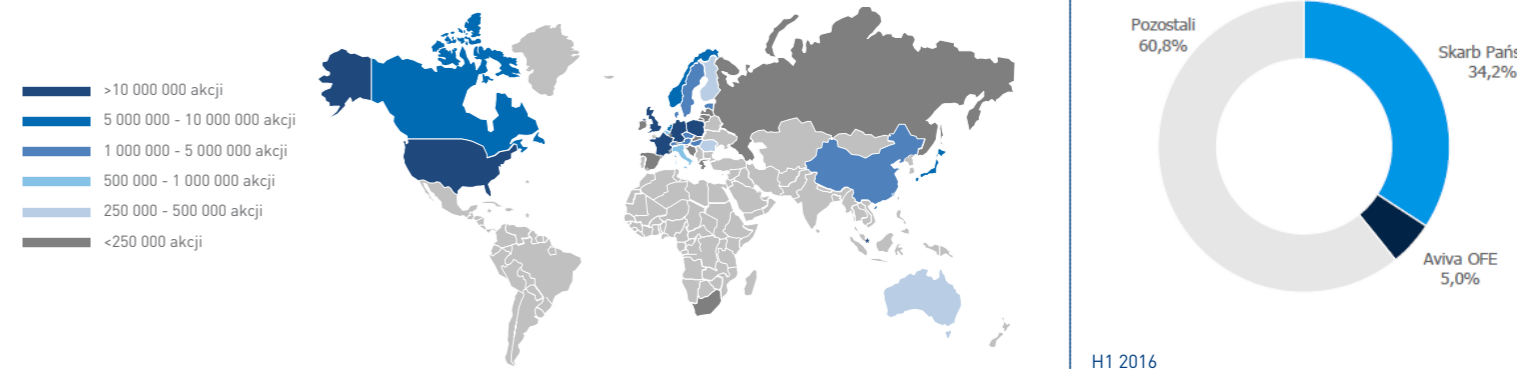 >10 000 000 akcji
5 000 000 - 10 000 000 akcji
1 000 000 - 5 000 000 akcji
500 000 - 1 000 000 akcji
250 000 - 500 000 akcji
<250 000 akcji
Pozostali
60,8%
Skarb
34,2%
Aviva OFE
5,0%
H1 2016